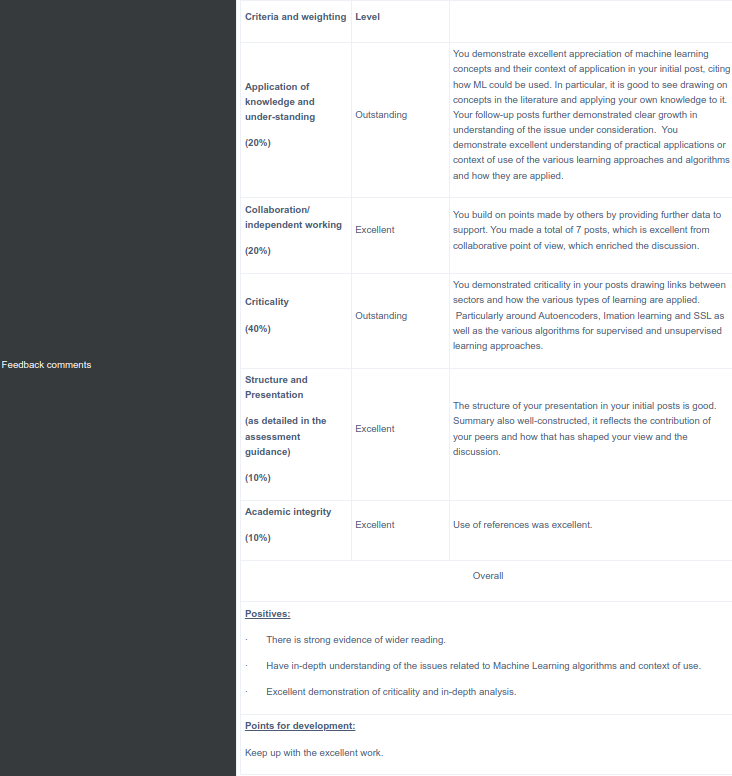 Criteria and weighting Level
Application of
knowledge and
under-standing
(20%)
Outstanding
You demonstrate excellent appreciation of machine learning
concepts and their context of application in your initial post, citing
how ML could be used. In particular, it is good to see drawing on
concepts in the literature and applying your own knowledge to it.
Your follow-up posts further demonstrated clear growth in
understanding of the issue under consideration.  You
demonstrate excellent understanding of practical applications or
context of use of the various learning approaches and algorithms
and how they are applied.
Collaboration/
independent working
(20%)
Excellent
You build on points made by others by providing further data to
support. You made a total of 7 posts, which is excellent from
collaborative point of view, which enriched the discussion.
Criticality
(40%)
Outstanding
You demonstrated criticality in your posts drawing links between
sectors and how the various types of learning are applied.
Particularly around Autoencoders, Imation learning and SSL as
well as the various algorithms for supervised and unsupervised
learning approaches.
Feedback comments
Structure and
Presentation
(as detailed in the
assessment
guidance)
(10%)
Excellent
The structure of your presentation in your initial posts is good.
Summary also well-constructed, it reflects the contribution of
your peers and how that has shaped your view and the
discussion.
Academic integrity
(10%)
Excellent
Use of references was excellent.
Overall
Positives:
· There is strong evidence of wider reading.
· Have in-depth understanding of the issues related to Machine Learning algorithms and context of use.
· Excellent demonstration of criticality and in-depth analysis.
Points for development:
Keep up with the excellent work.